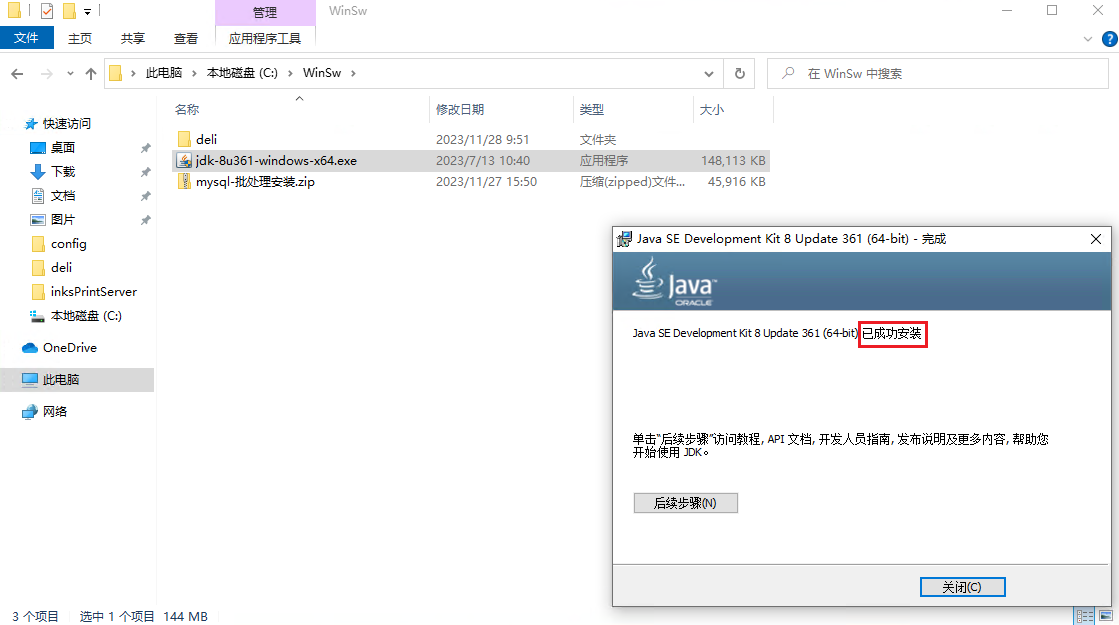 管理
WinSw
文件
主页
共享
查看
应用程序工具
?
此电脑 > 本地磁盘 (C:) > WinSw >
在 WinSw 中搜索
快速访问
桌面
下载
文档
图片
config
deli
inksPrintServer
本地磁盘 (C:)
OneDrive
此电脑
网络
名称 修改日期 类型 大小
deli 2023/11/28 9:51 文件夹
jdk-8u361-windows-x64.exe 2023/7/13 10:40 应用程序 148,113 KB
mysql-批处理安装.zip 2023/11/27 15:50 压缩(zipped)文件... 45,916 KB
Java SE Development Kit 8 Update 361 (64-bit) - 完成
Java™
ORACLE
Java SE Development Kit 8 Update 361 (64-bit) 已成功安装
单击“后续步骤”访问教程, API 文档, 开发人员指南, 发布说明及更多内容, 帮助您
开始使用 JDK。
后续步骤(N)
关闭(C)
3 个项目 选中 1 个项目 144 MB